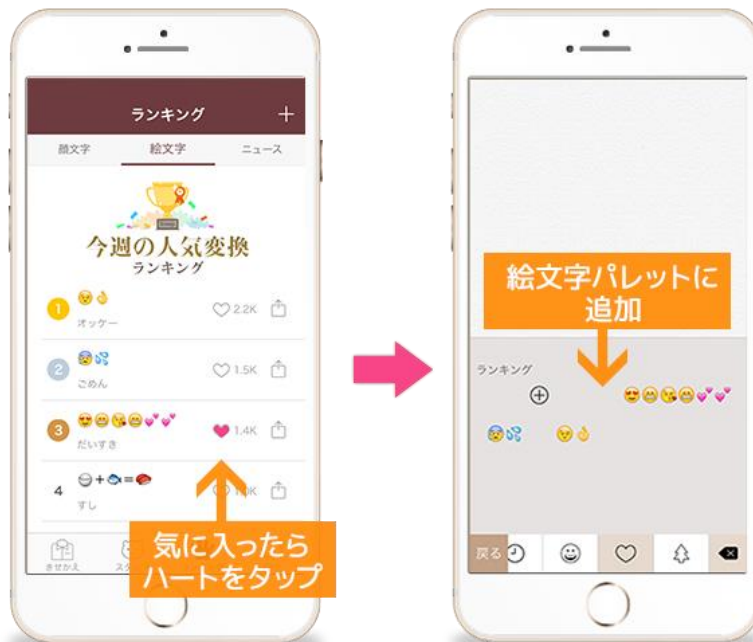 ランキング
+
顔文字
絵文字
ニュース
今週の人気変換
ランキング
1
オッケー
2.2K
2
ごめん
1.5K
3
だいすき
1.4K
4
+ =
すし
きせかえ
気に入ったら
ハートをタップ
絵文字パレットに
追加
ランキング
戻る